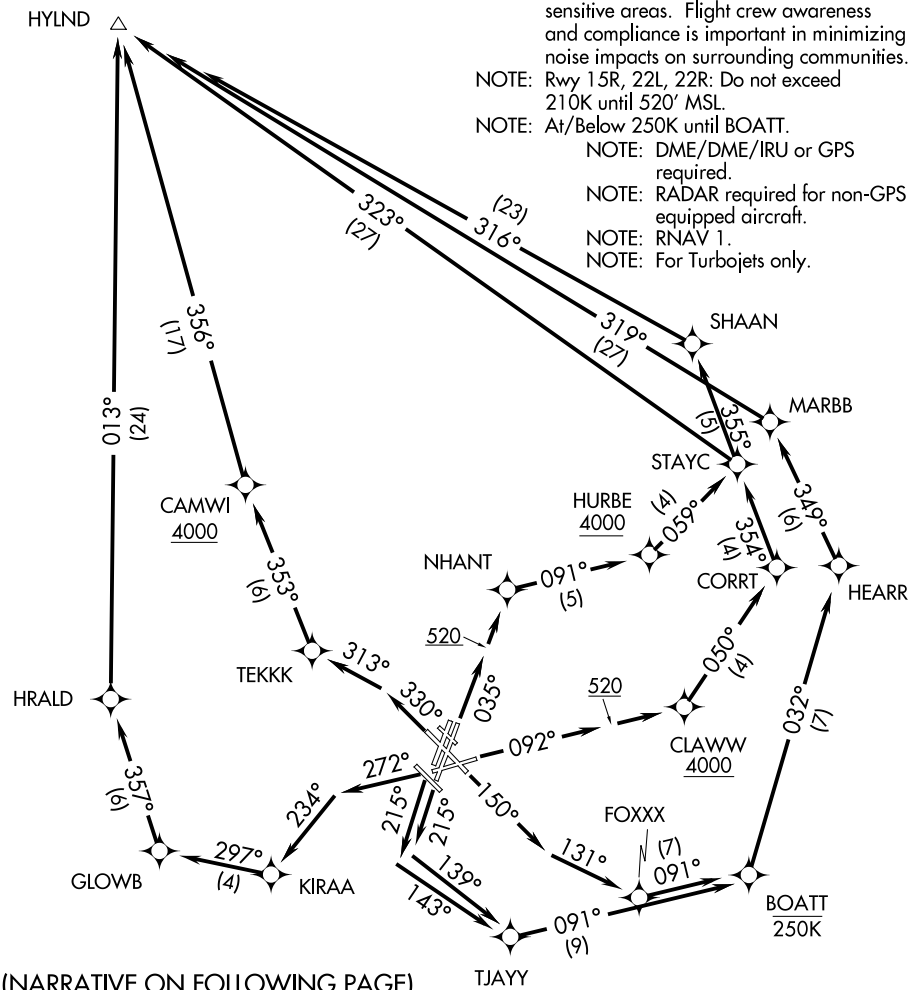 HYLND
sensitive areas. Flight crew awareness
and compliance is important in minimizing
noise impacts on surrounding communities.
NOTE: Rwy 15R, 22L, 22R: Do not exceed
210K until 520' MSL.
NOTE: At/Below 250K until BOATT.
NOTE: DME/DME/IRU or GPS
required.
NOTE: RADAR required for non-GPS
equipped aircraft.
NOTE: RNAV 1.
NOTE: For Turbojets only.
323°
(27)
(23)
316°
319°
(27)
356°
(17)
013°
(24)
SHAAN
MARBB
355°
(5)
STAYC
CAMWI
4000
HURBE
4000
059°
(4)
354°
(4)
349°
(6)
353°
(6)
NHANT
091°
(5)
CORRT
HEARR
520
TEKKK
313°
330°
035°
050°
(4)
HRALD
520
092°
CLAWW
4000
032°
(7)
357°
(6)
272°
234°
215°
215°
150°
131°
FOXXX
(7)
091°
GLOWB
297°
(4)
KIRAA
139°
143°
BOATT
250K
091°
(9)
TJAYY
(NARRATIVE ON FOLLOWING PAGE)